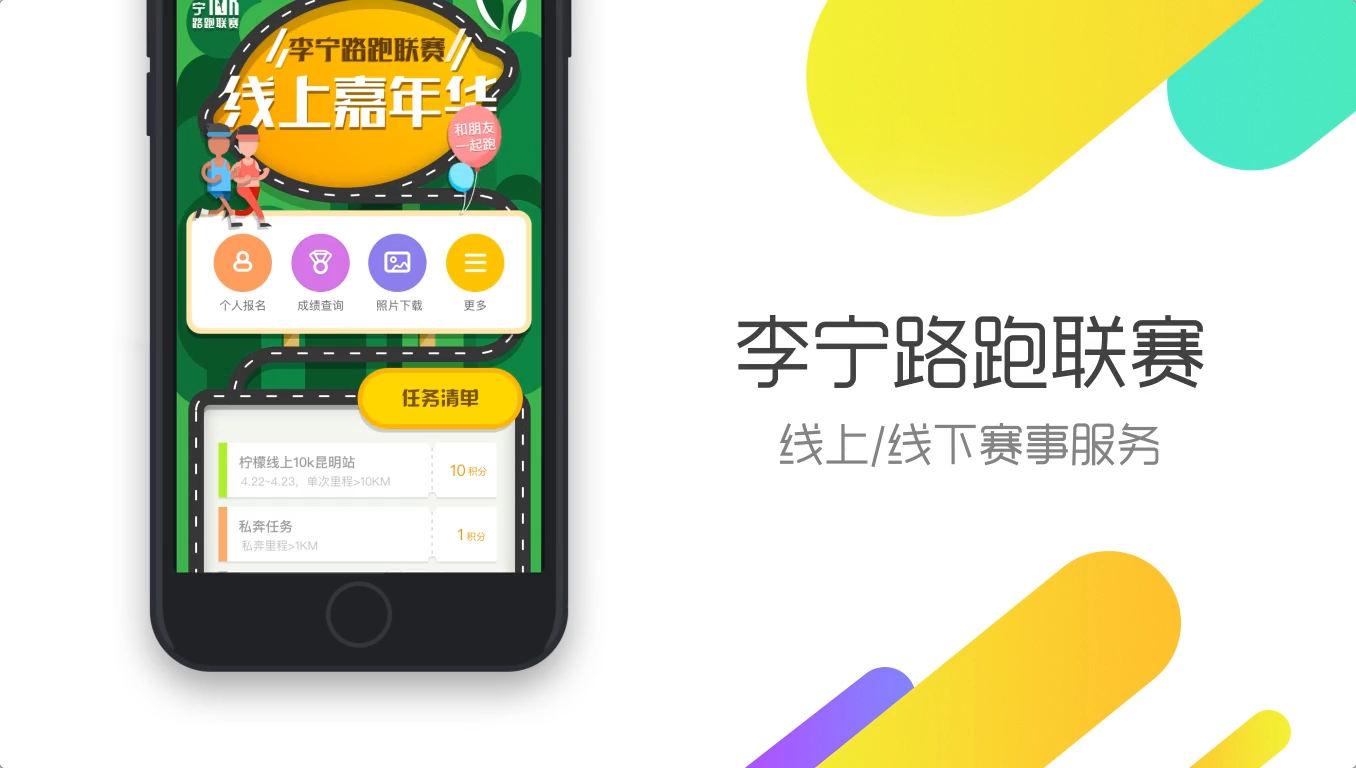 宁10k
路跑联赛
李宁路跑联赛
线上嘉年华
和朋友
一起跑
个人报名
成绩查询
照片下载
更多
任务清单
柠檬线上10k昆明站
4.22~4.23，单次里程>10KM
10 积分
私奔任务
私奔里程>1KM
1 积分
李宁路跑联赛
线上/线下赛事服务